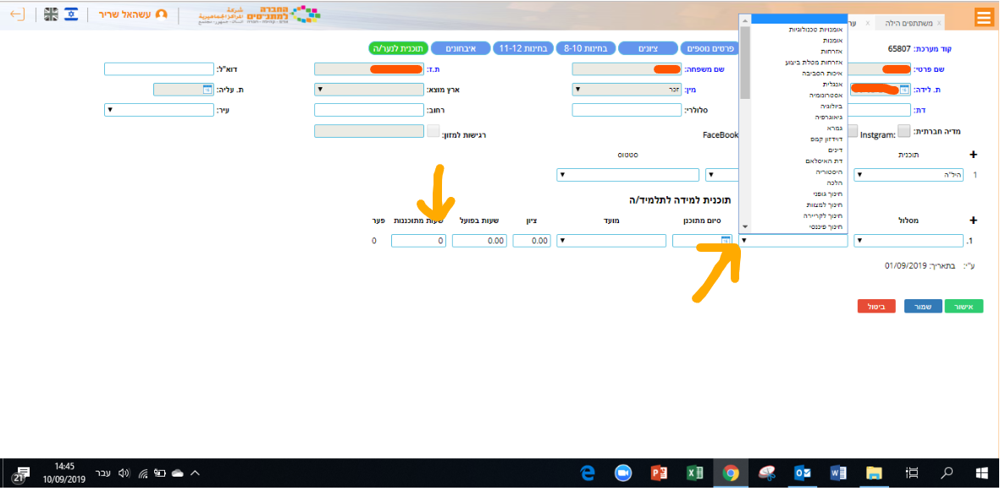 משתתפים הילה x
ער x
החברה למתנ"סים
شركة المراكز الجماهيرية
עשהאל שריר
קוד מערכת: 65807
פרטים נוספים
ציונים
בחינות 8-10
בחינות 11-12
איבחונים
תוכנית לנער/ה
שם פרטי:
שם משפחה:
ת.ז:
דוא"ל:
ת. לידה:
מין: זכר
ארץ מוצא:
ת. עליה:
דת:
סלולרי:
רחוב:
עיר:
מדיה חברתית:
Instgram:
FaceBook
רגישות למזון:
תוכנית
סטטוס
1 היל"ה
אומנויות טכנולוגיות
אומנות
אזרחות
אזרחות מטלת ביצוע
איכות הסביבה
אנגלית
אסטרונומיה
ביולוגיה
גיאוגרפיה
גמרא
דוידזון קמפ
דינים
דת האיסלאם
היסטוריה
הלכה
חינוך גופני
חינוך למצוות
חינוך לקריירה
חינוך פיננסי
תוכנית למידה לתלמיד/ה
מסלול
סיום מתוכנן
מועד
ציון
שעות בפועל
שעות מתוכננות
פער
1. 0.00 0.00 0 0
ע"י: בתאריך: 01/09/2019
אישור
שמור
ביטול
14:45
עבר
10/09/2019
21